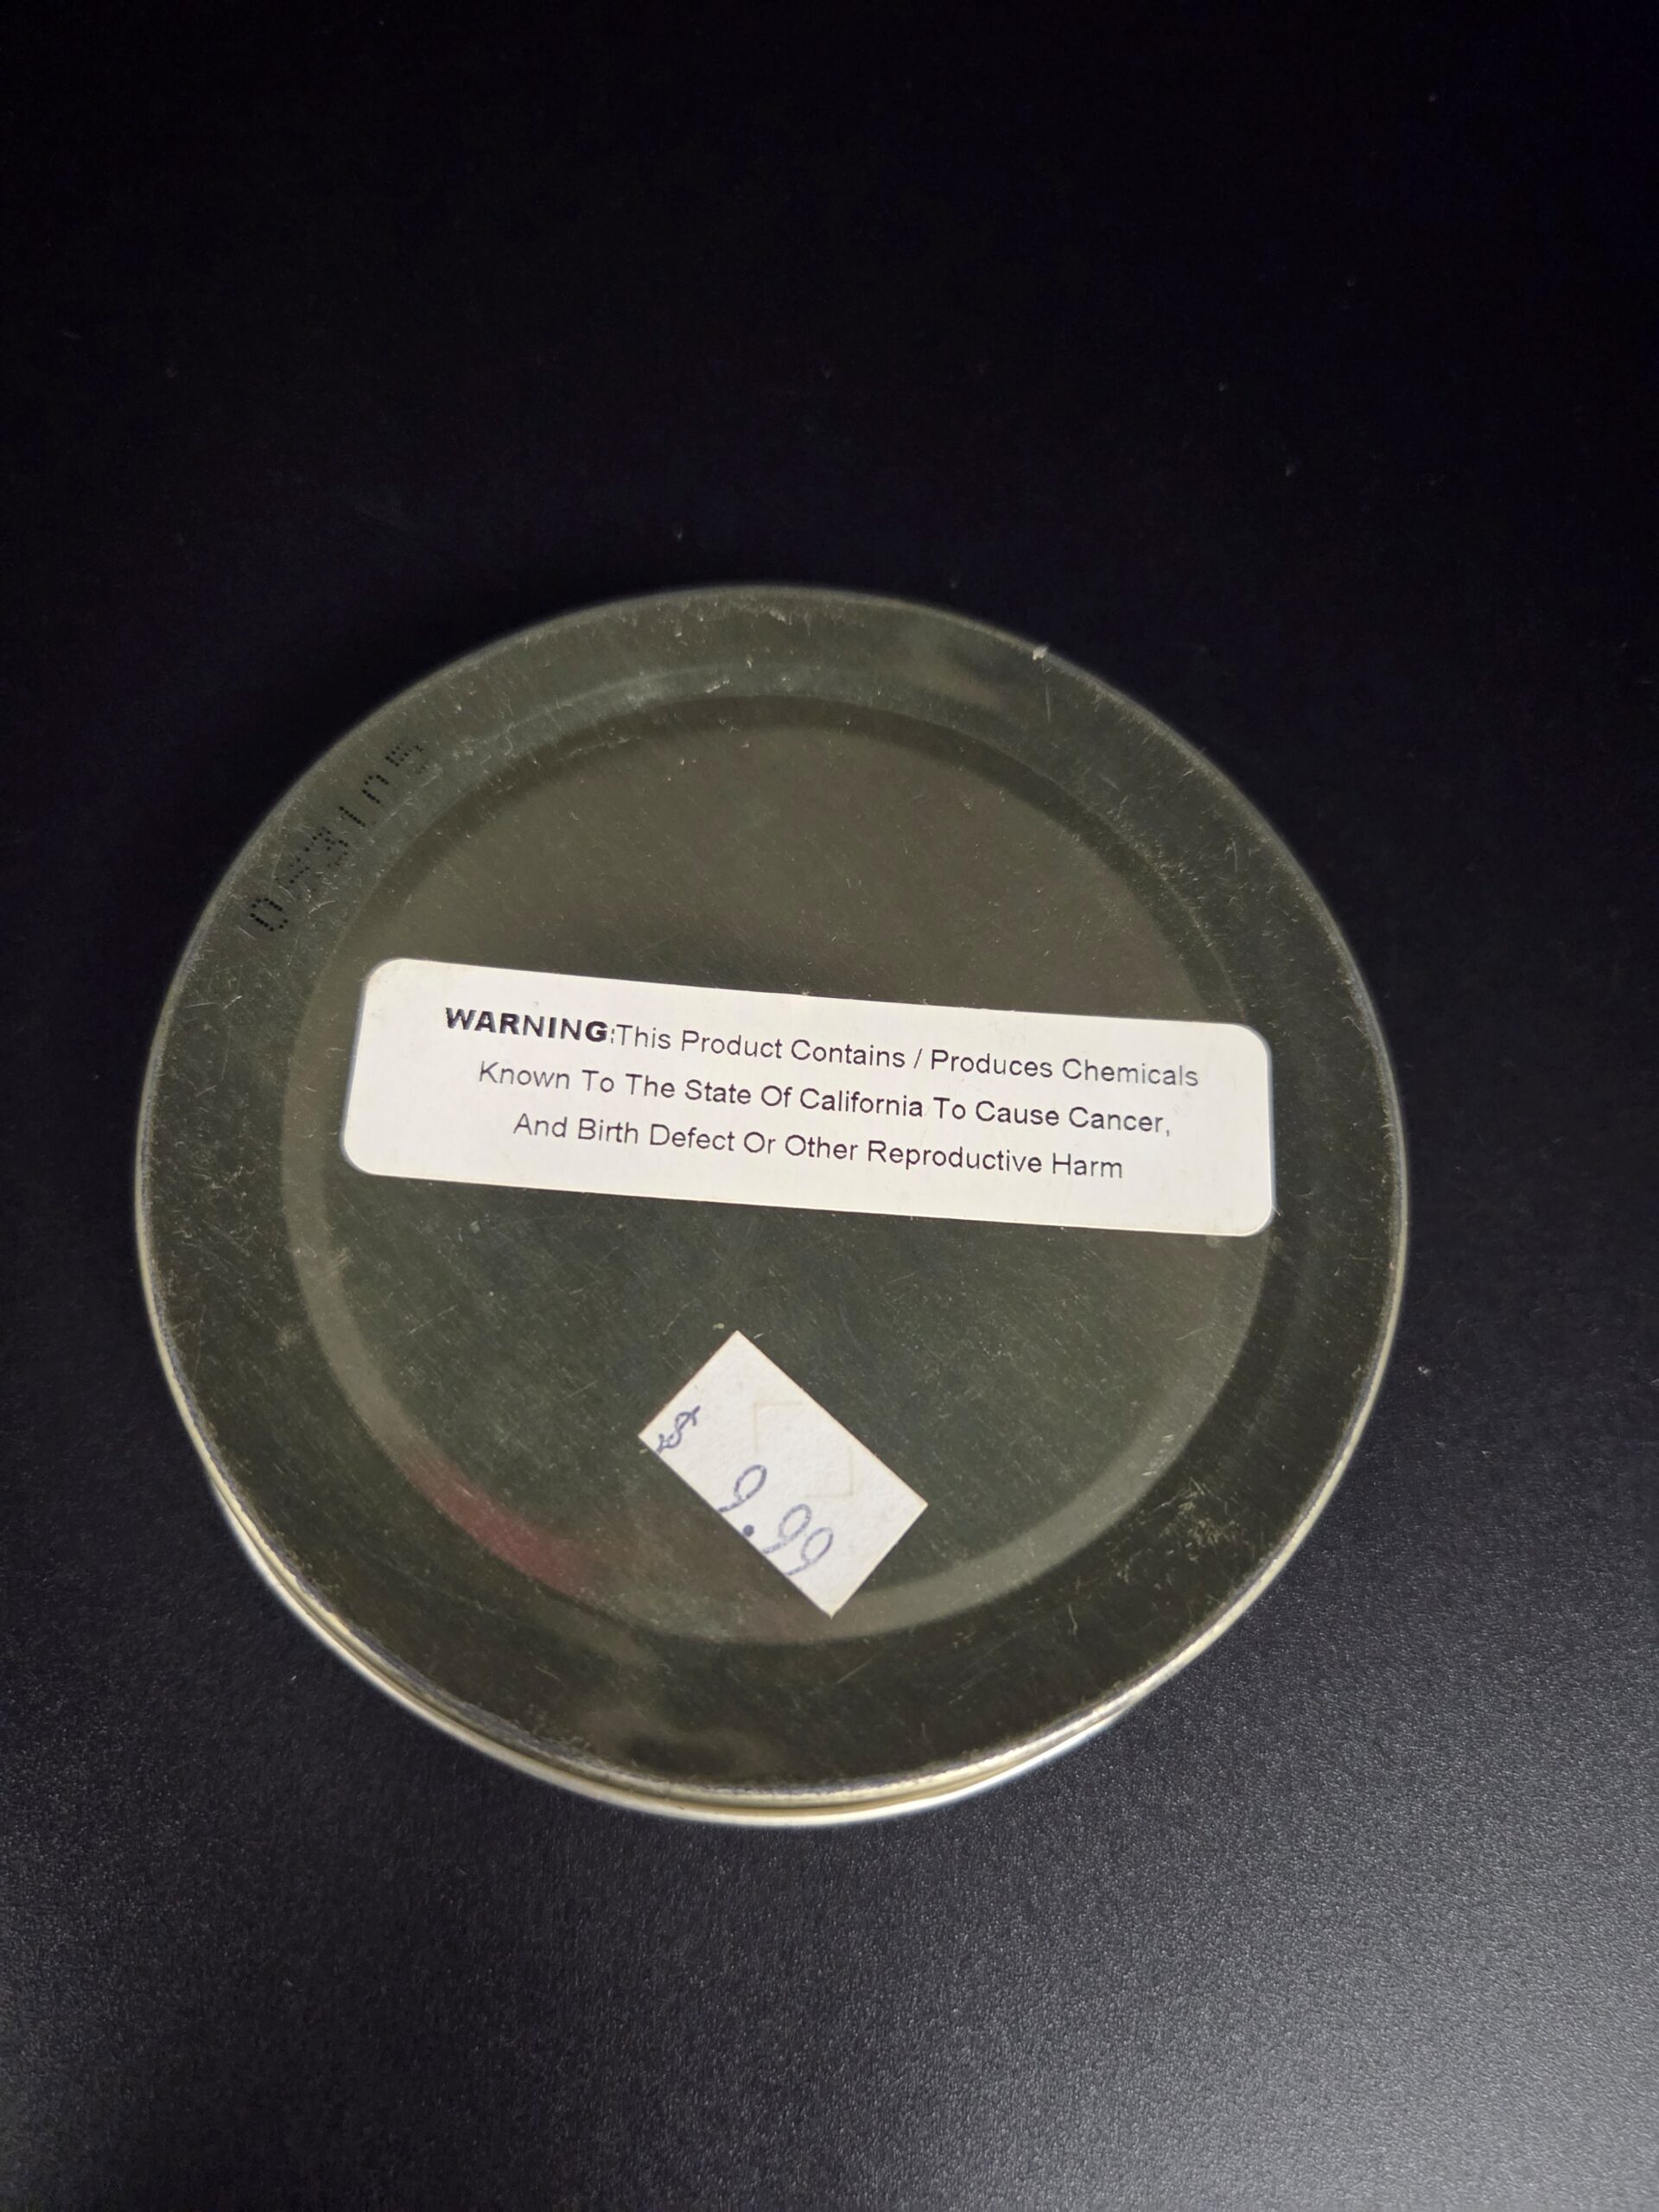 WARNING:This Product Contains / Produces Chemicals
Known To The State Of California To Cause Cancer,
And Birth Defect Or Other Reproductive Harm
$ 9.99